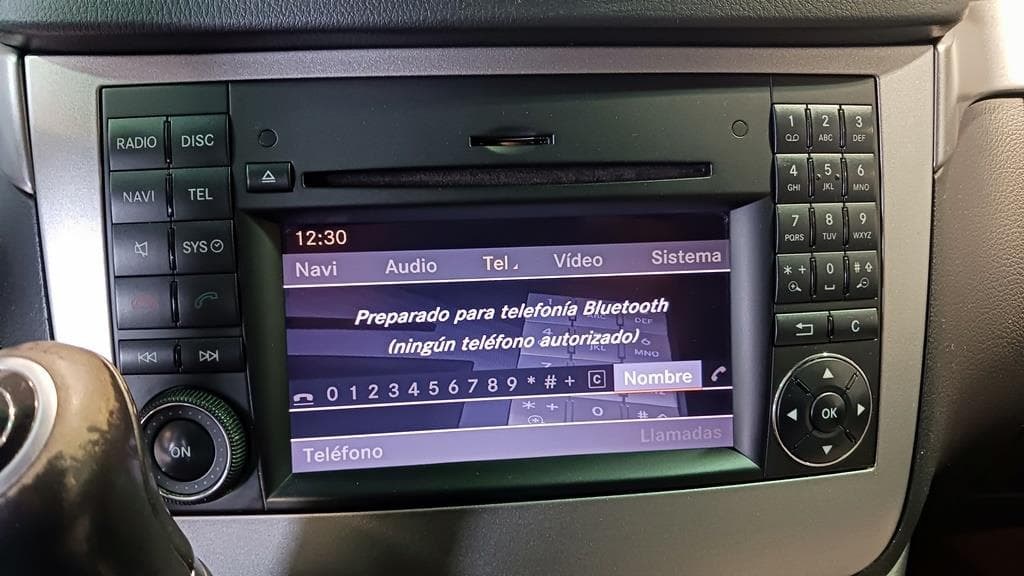 RADIO DISC
NAVI TEL
SYS
ON
12:30
Navi Audio Tel Vídeo Sistema
Preparado para telefonía Bluetooth
(ningún teléfono autorizado)
0 1 2 3 4 5 6 7 8 9 * # + C Nombre
Teléfono Llamadas
1 2 3
ABC DEF
4 5 6
GHI JKL MNO
7 8 9
PQRS TUV WXYZ
* + 0 #
C
OK